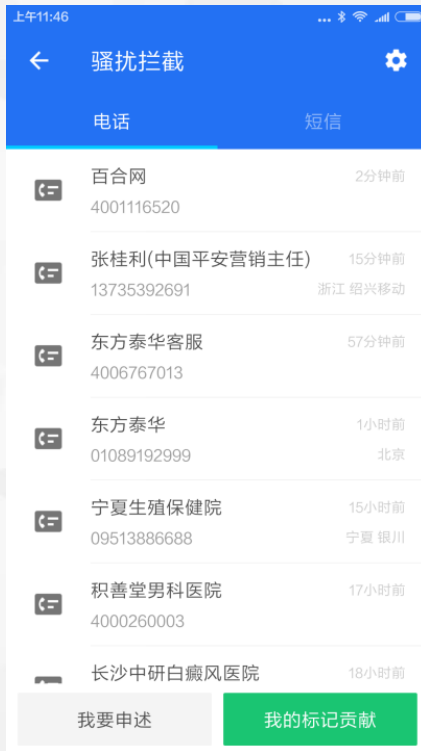 上午11:46
...
骚扰拦截
电话 短信
百合网 2分钟前
4001116520
张桂利(中国平安营销主任) 15分钟前
13735392691 浙江 绍兴移动
东方泰华客服 57分钟前
4006767013
东方泰华 1小时前
01089192999 北京
宁夏生殖保健院 15小时前
09513886688 宁夏 银川
积善堂男科医院 17小时前
4000260003
长沙中研白癜风医院 18小时前
我要申述 我的标记贡献